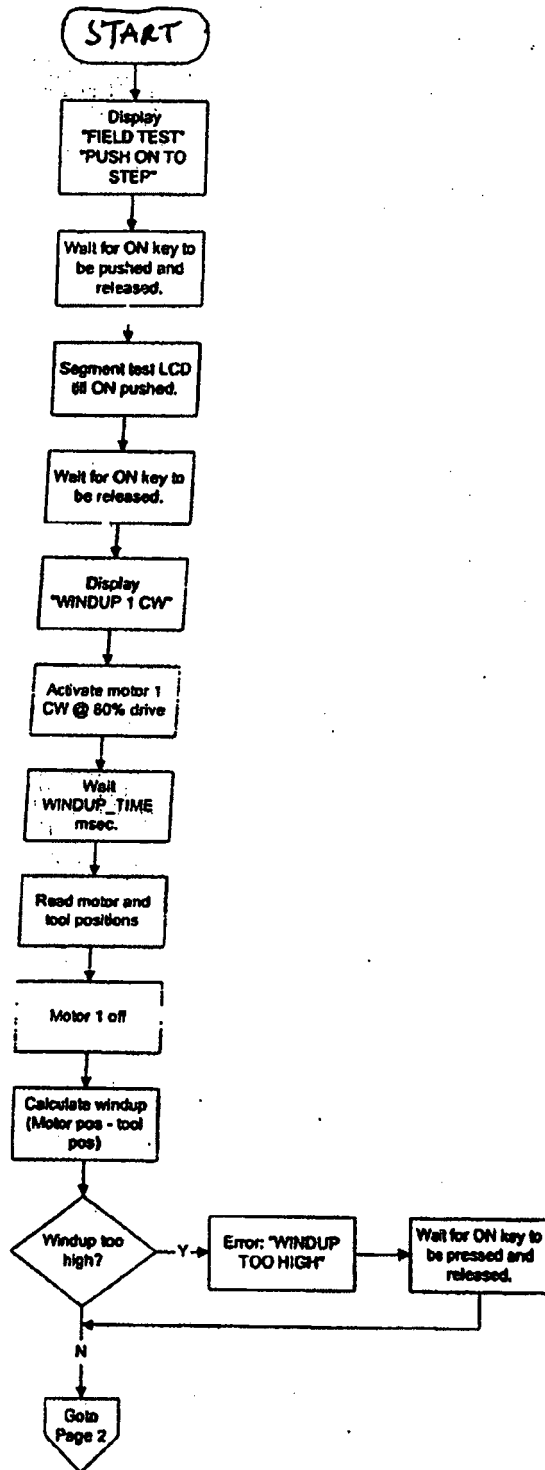 START
Display
"FIELD TEST"
"PUSH ON TO
STEP"
Wait for ON key to
be pushed and
released.
Segment test LCD
till ON pushed.
Wait for ON key to
be released.
Display
"WINDUP 1 CW"
Activate motor 1
CW @ 80% drive
Wait
WINDUP_TIME
msec.
Read motor and
tool positions
Motor 1 off
Calculate windup
(Motor pos - tool
pos)
Windup too
high?
Y
Error: "WINDUP
TOO HIGH"
Wait for ON key to
be pressed and
released.
N
Goto
Page 2